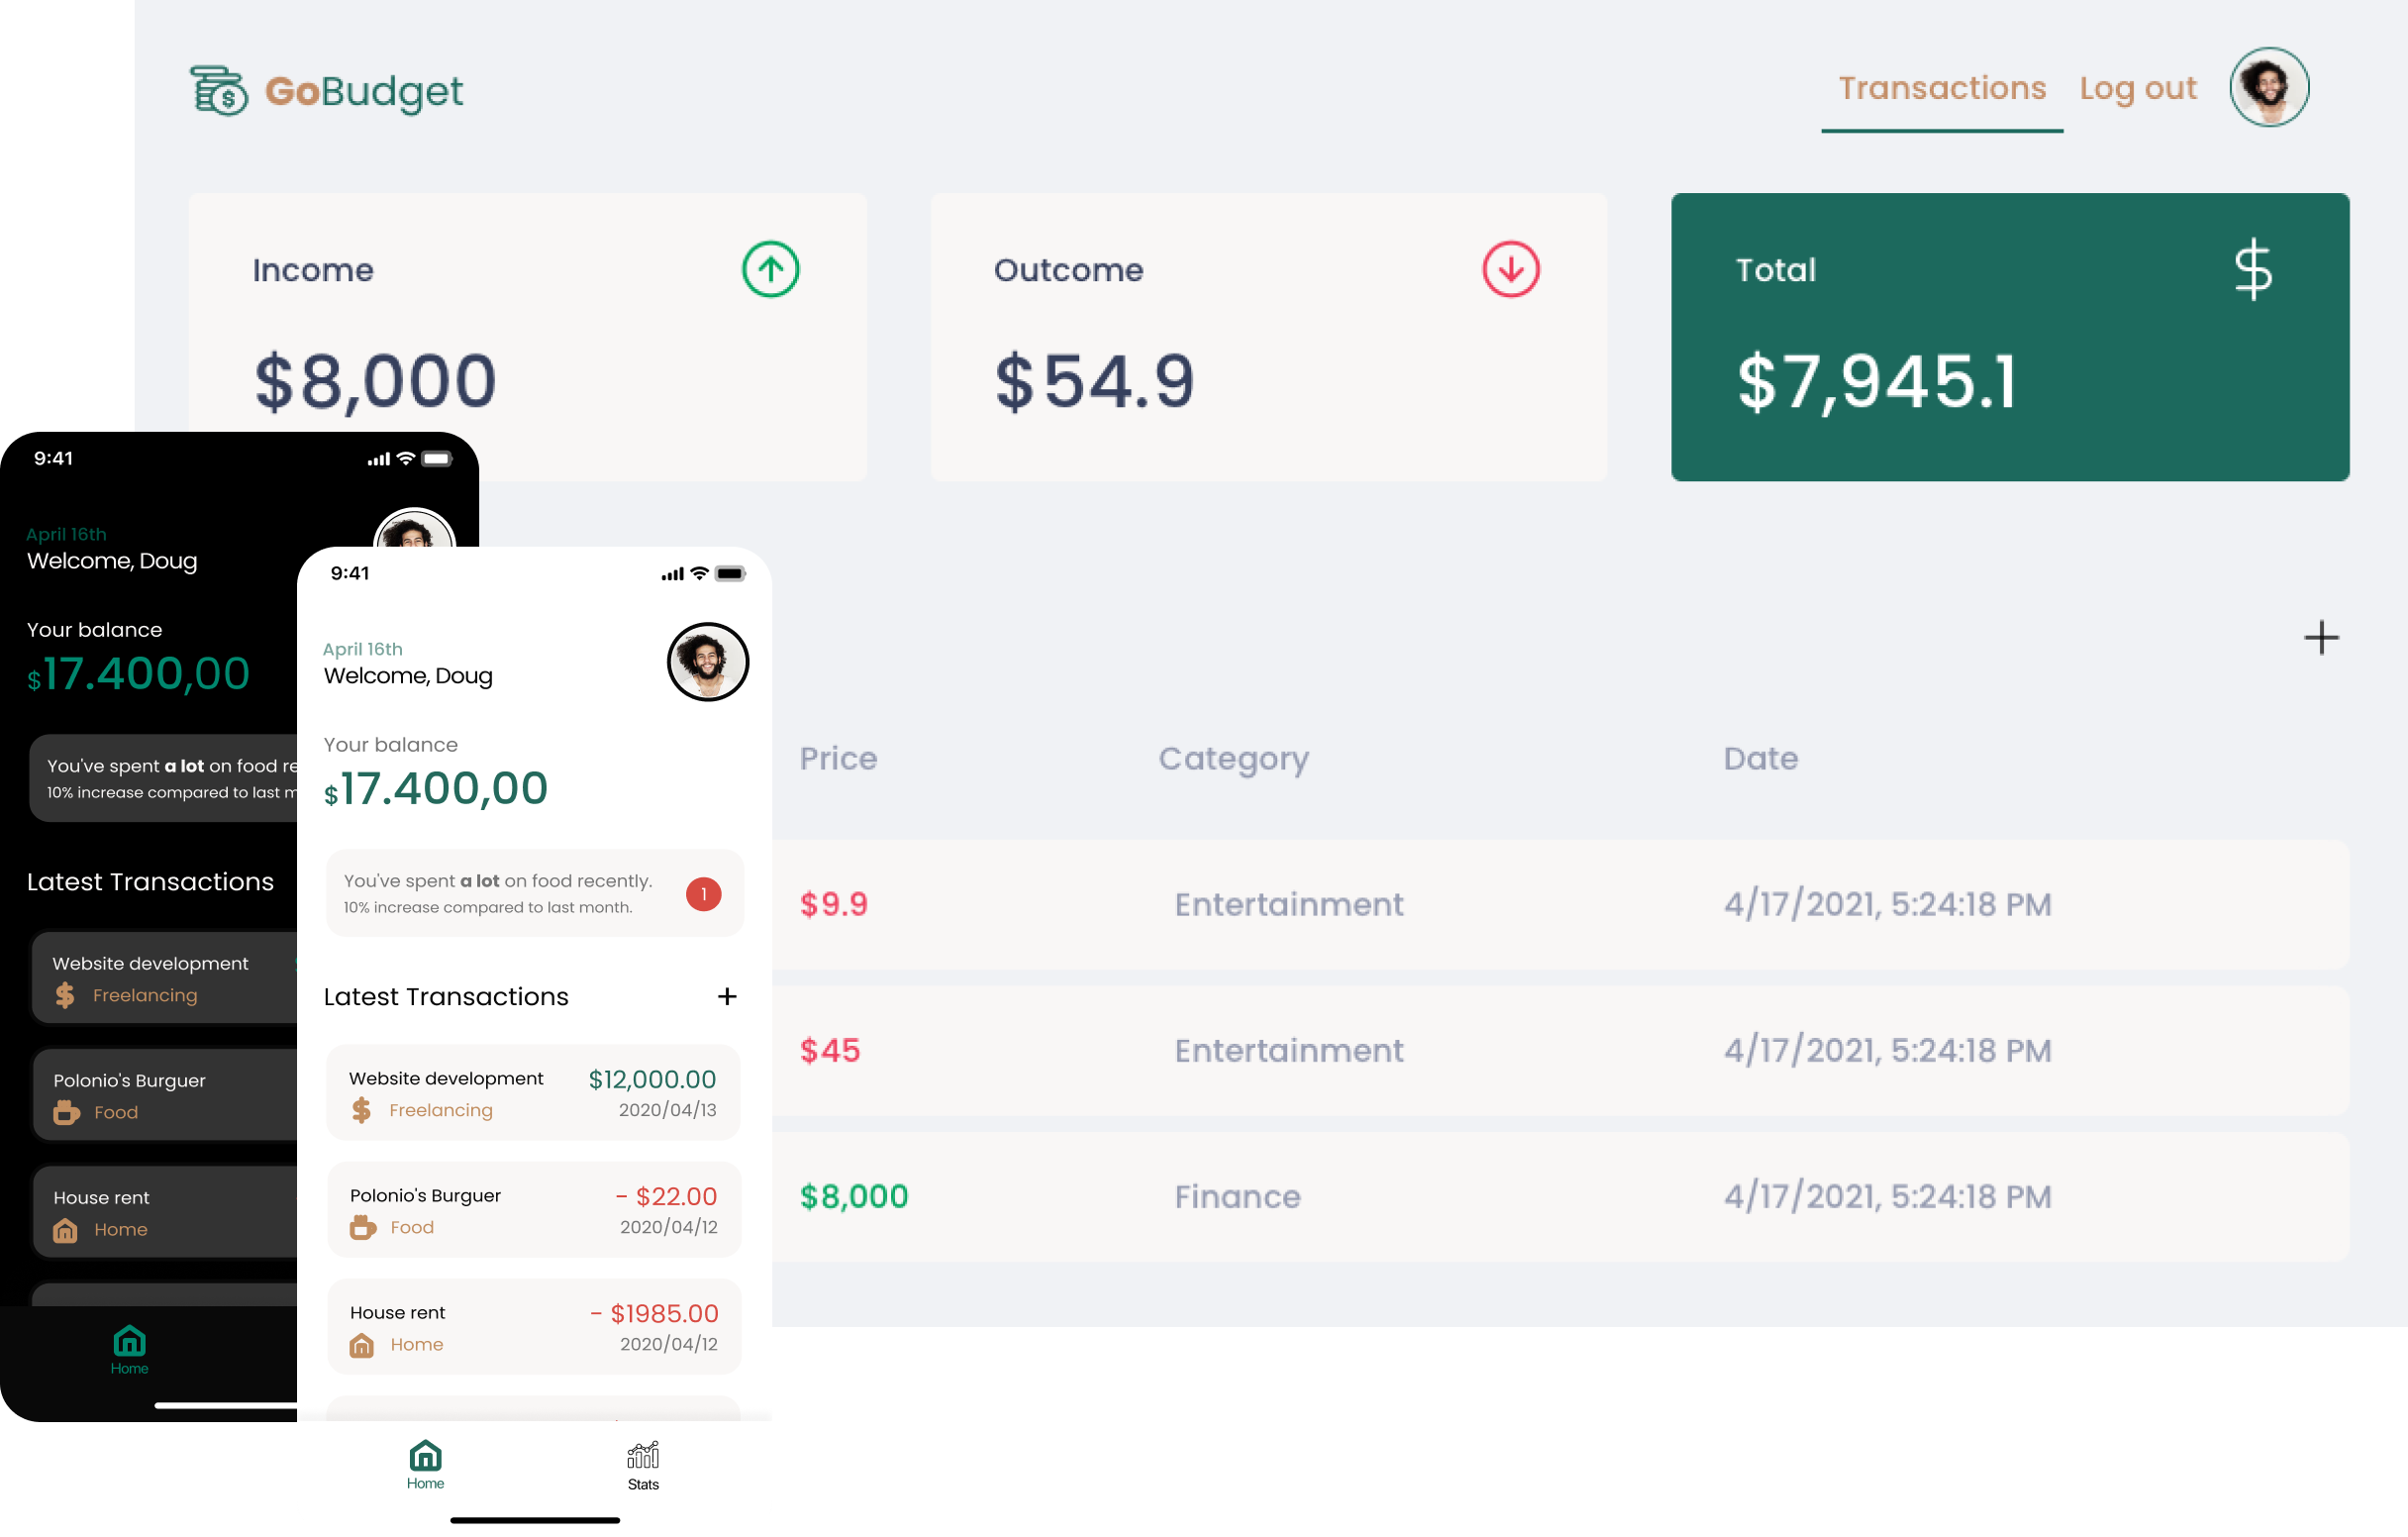 GoBudget
Transactions Log out
Income
$8,000
Outcome
$54.9
Total
$
$7,945.1
Price Category Date
$9.9 Entertainment 4/17/2021, 5:24:18 PM
$45 Entertainment 4/17/2021, 5:24:18 PM
$8,000 Finance 4/17/2021, 5:24:18 PM
9:41
April 16th
Welcome, Doug
Your balance
$17.400,00
You've spent a lot on food re
10% increase compared to last m
Latest Transactions
Website development
Freelancing
Polonio's Burguer
Food
House rent
Home
Home
9:41
April 16th
Welcome, Doug
Your balance
$17.400,00
You've spent a lot on food recently.
10% increase compared to last month.
1
Latest Transactions +
Website development $12,000.00
Freelancing 2020/04/13
Polonio's Burguer - $22.00
Food 2020/04/12
House rent - $1985.00
Home 2020/04/12
Home Stats